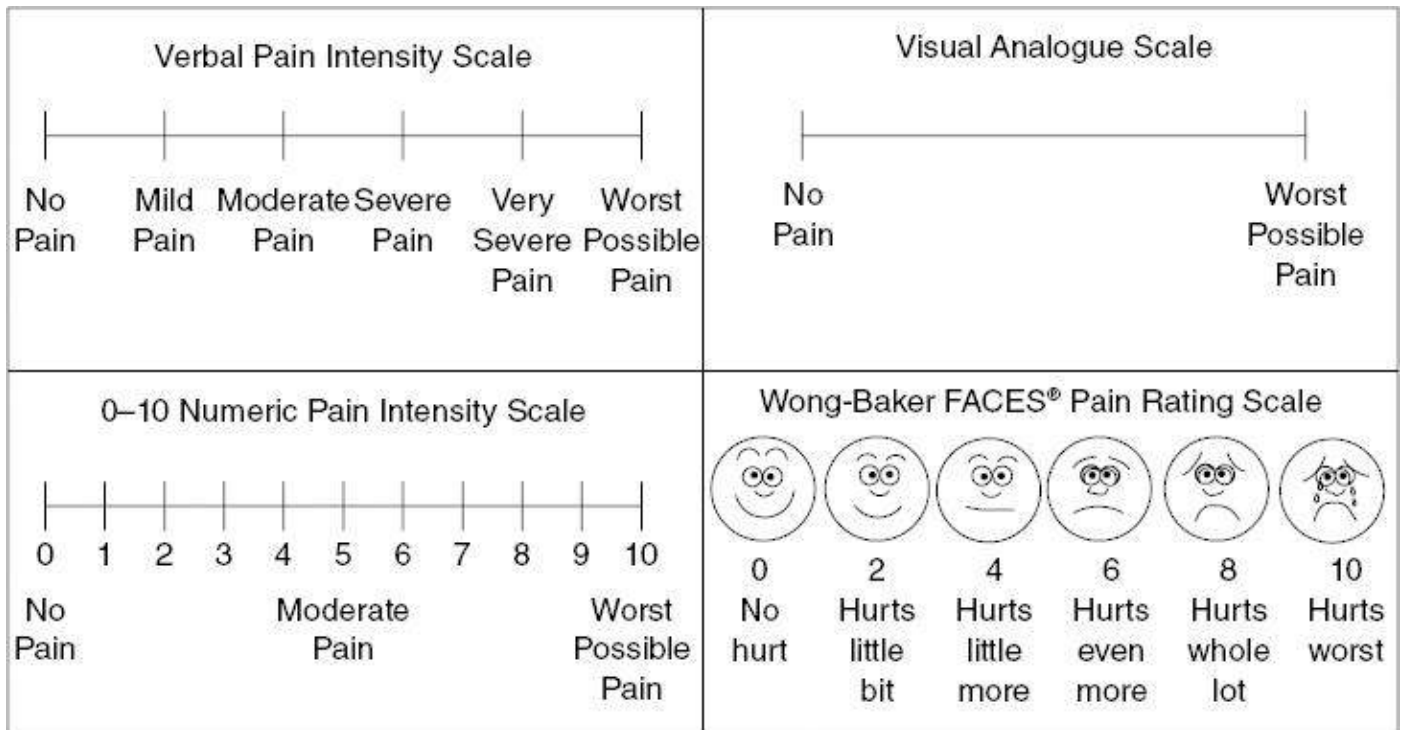 Verbal Pain Intensity Scale
No Pain
Mild Pain
Moderate Pain
Severe Pain
Very Severe Pain
Worst Possible Pain
Visual Analogue Scale
No Pain
Worst Possible Pain
0–10 Numeric Pain Intensity Scale
0 1 2 3 4 5 6 7 8 9 10
No Pain
Moderate Pain
Worst Possible Pain
Wong-Baker FACES® Pain Rating Scale
0 No hurt
2 Hurts little bit
4 Hurts little more
6 Hurts even more
8 Hurts whole lot
10 Hurts worst